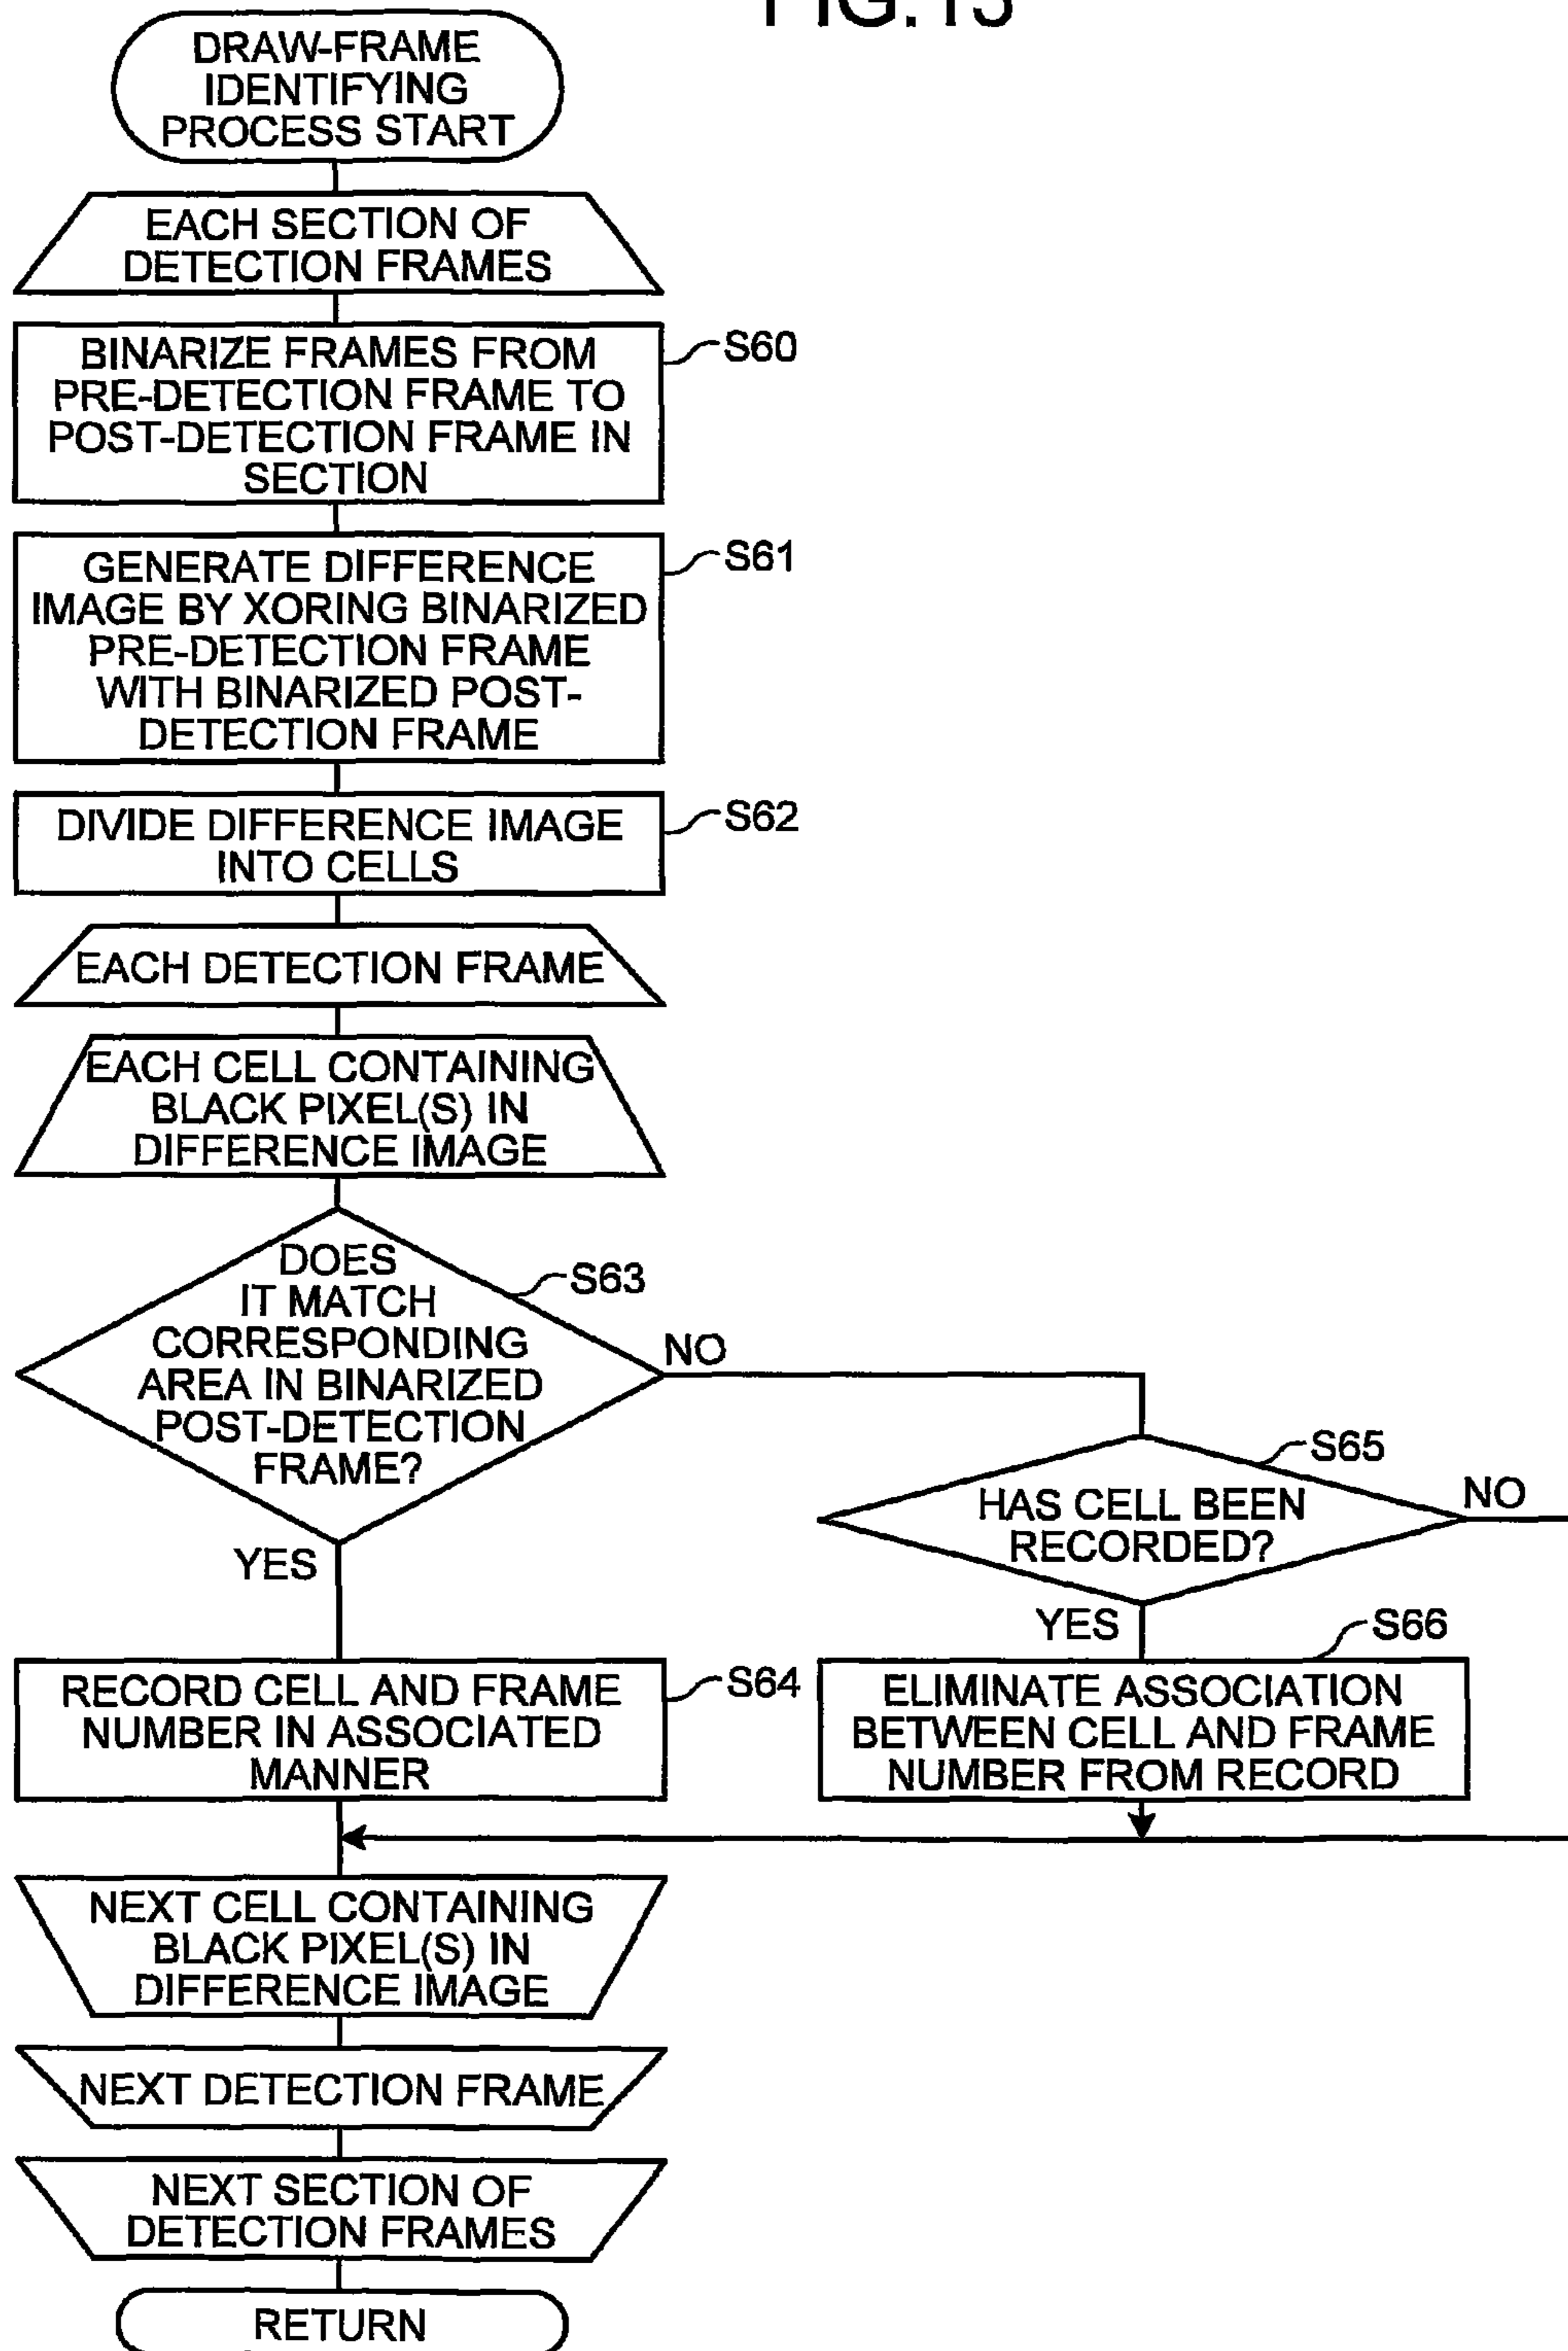 FIG.13
DRAW-FRAME
IDENTIFYING
PROCESS START
EACH SECTION OF
DETECTION FRAMES
BINARIZE FRAMES FROM
PRE-DETECTION FRAME TO
POST-DETECTION FRAME IN
SECTION
S60
GENERATE DIFFERENCE
IMAGE BY XORING BINARIZED
PRE-DETECTION FRAME
WITH BINARIZED POST-
DETECTION FRAME
S61
DIVIDE DIFFERENCE IMAGE
INTO CELLS
S62
EACH DETECTION FRAME
EACH CELL CONTAINING
BLACK PIXEL(S) IN
DIFFERENCE IMAGE
DOES
IT MATCH
CORRESPONDING
AREA IN BINARIZED
POST-DETECTION
FRAME?
S63
NO
YES
HAS CELL BEEN
RECORDED?
S65
NO
YES
RECORD CELL AND FRAME
NUMBER IN ASSOCIATED
MANNER
S64
ELIMINATE ASSOCIATION
BETWEEN CELL AND FRAME
NUMBER FROM RECORD
S66
NEXT CELL CONTAINING
BLACK PIXEL(S) IN
DIFFERENCE IMAGE
NEXT DETECTION FRAME
NEXT SECTION OF
DETECTION FRAMES
RETURN